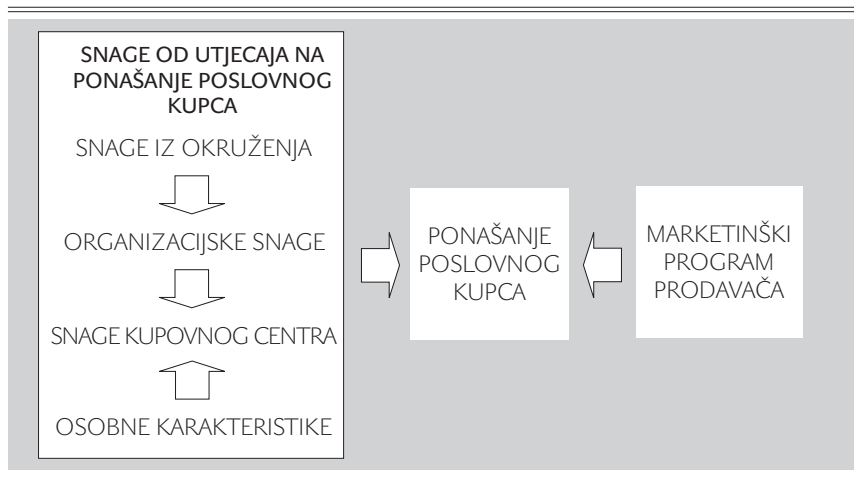 SNAGE OD UTJECAJA NA
PONAŠANJE POSLOVNOG
KUPCA
SNAGE IZ OKRUŽENJA
ORGANIZACIJSKE SNAGE
SNAGE KUPOVNOG CENTRA
OSOBNE KARAKTERISTIKE
PONAŠANJE
POSLOVNOG
KUPCA
MARKETINŠKI
PROGRAM
PRODAVAČA